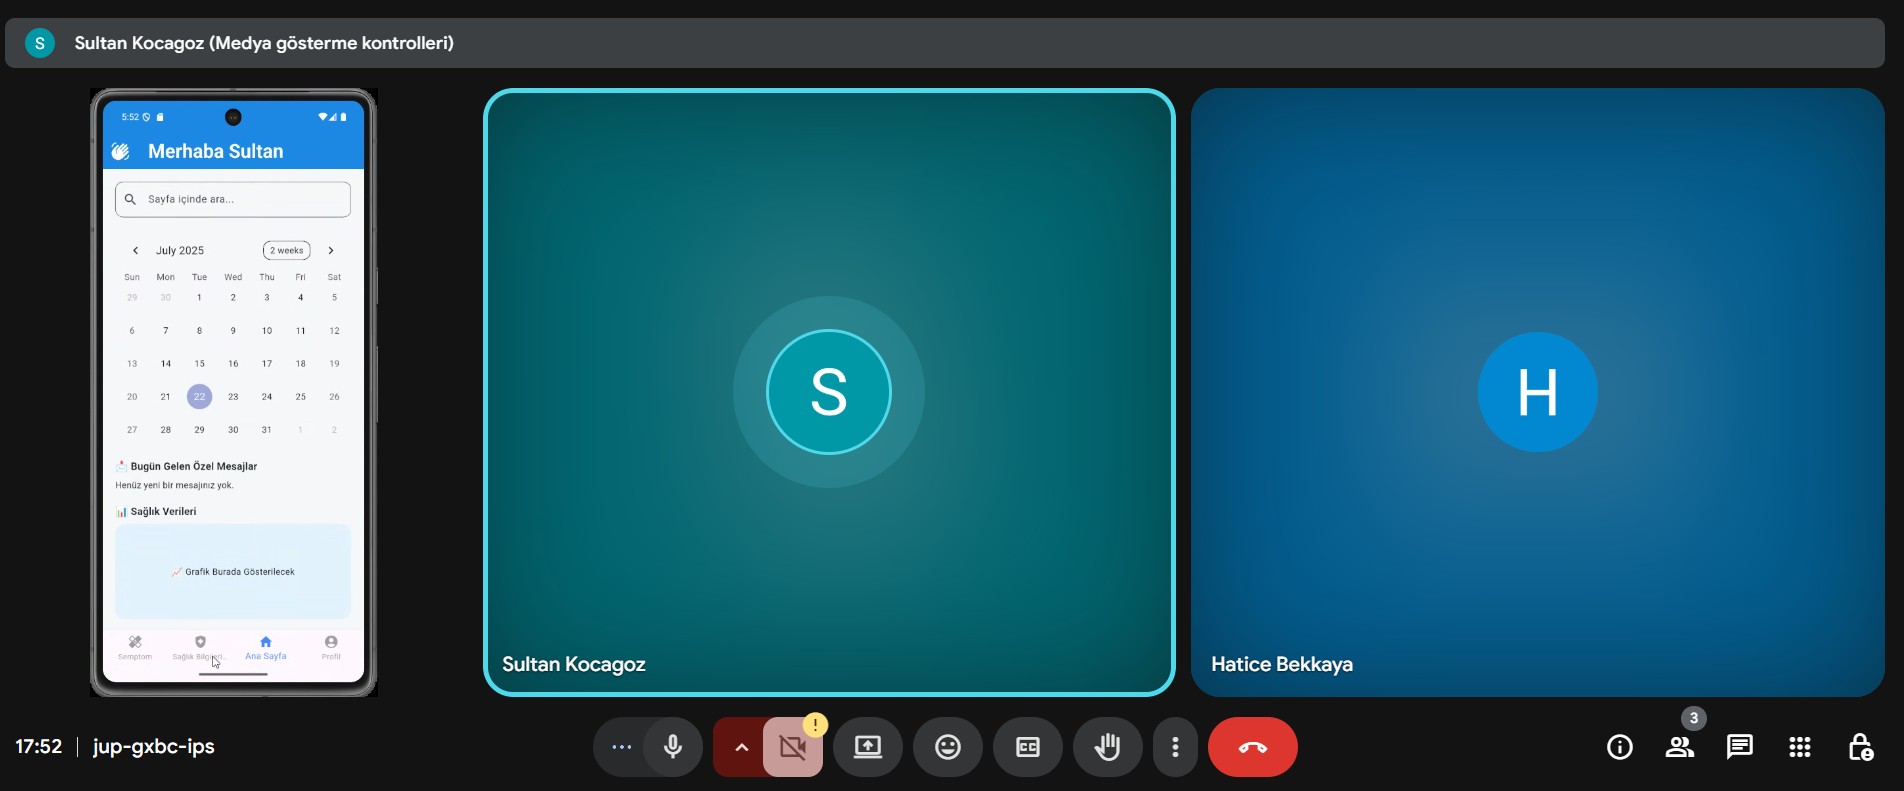 S Sultan Kocagoz (Medya gösterme kontrolleri)
5:52
Merhaba Sultan
Sayfa içinde ara...
July 2025 2 weeks
Sun Mon Tue Wed Thu Fri Sat
29 30 1 2 3 4 5
6 7 8 9 10 11 12
13 14 15 16 17 18 19
20 21 22 23 24 25 26
27 28 29 30 31 1 2
Bugün Gelen Özel Mesajlar
Henüz yeni bir mesajınız yok.
Sağlık Verileri
Grafik Burada Gösterilecek
Semptom Sağlık Bilgileri... Ana Sayfa Profil
S
Sultan Kocagoz
H
Hatice Bekkaya
17:52 jup-gxbc-ips
!
CC
3